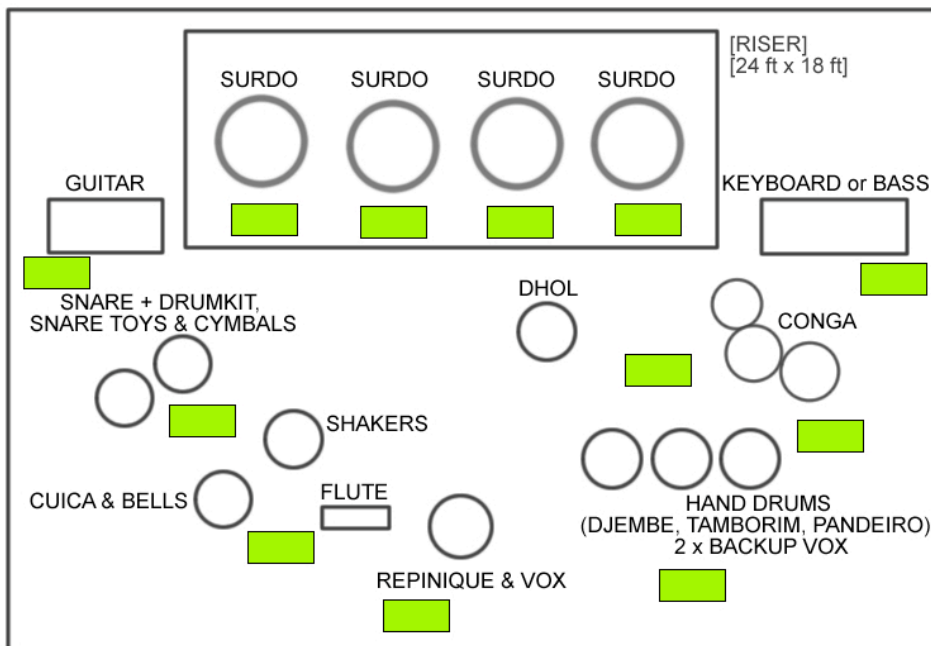 [RISER]
[24 ft x 18 ft]
SURDO
SURDO
SURDO
SURDO
GUITAR
KEYBOARD or BASS
SNARE + DRUMKIT,
SNARE TOYS & CYMBALS
DHOL
CONGA
SHAKERS
CUICA & BELLS
FLUTE
HAND DRUMS
(DJEMBE, TAMBORIM, PANDEIRO)
2 x BACKUP VOX
REPINIQUE & VOX